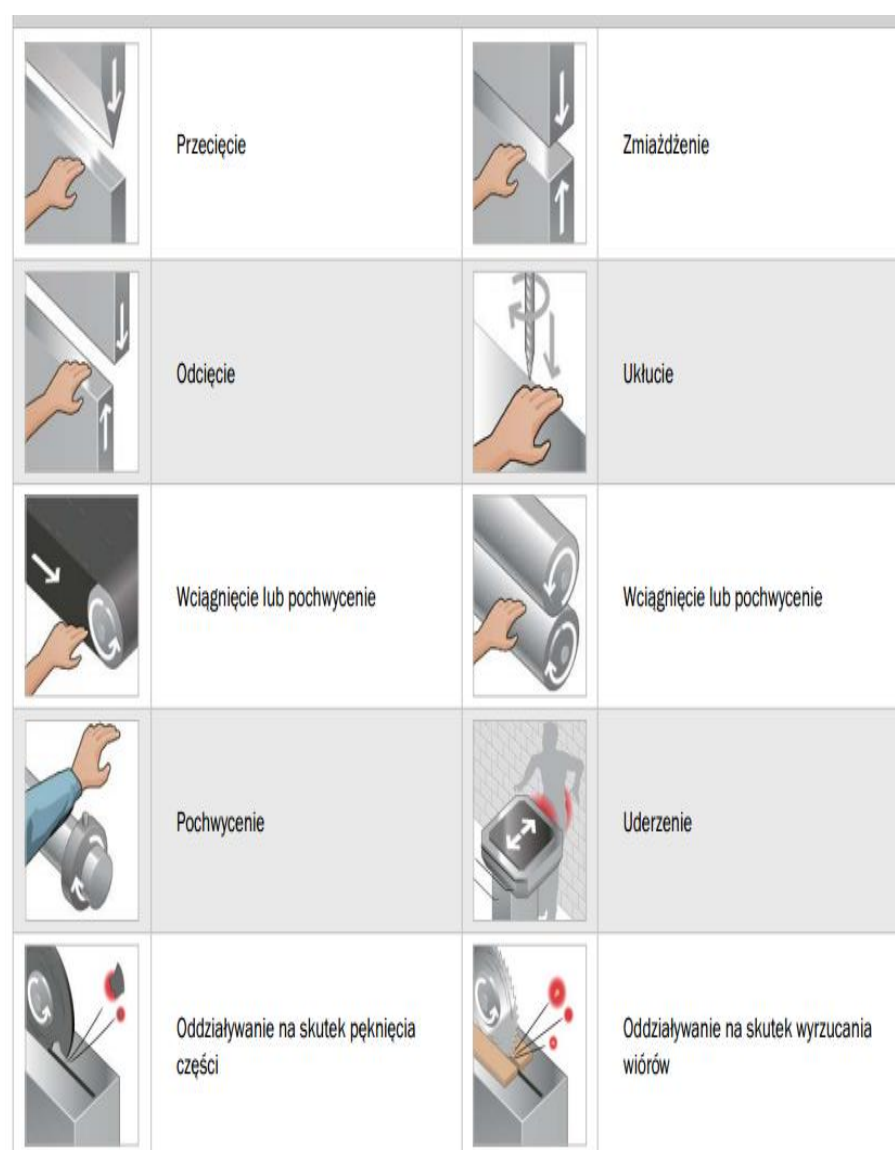 Przecięcie
Zmiażdżenie
Odcięcie
Ukłucie
Wciągnięcie lub pochwycenie
Wciągnięcie lub pochwycenie
Pochwycenie
Uderzenie
Oddziaływanie na skutek pęknięcia
części
Oddziaływanie na skutek wyrzucania
wiórów